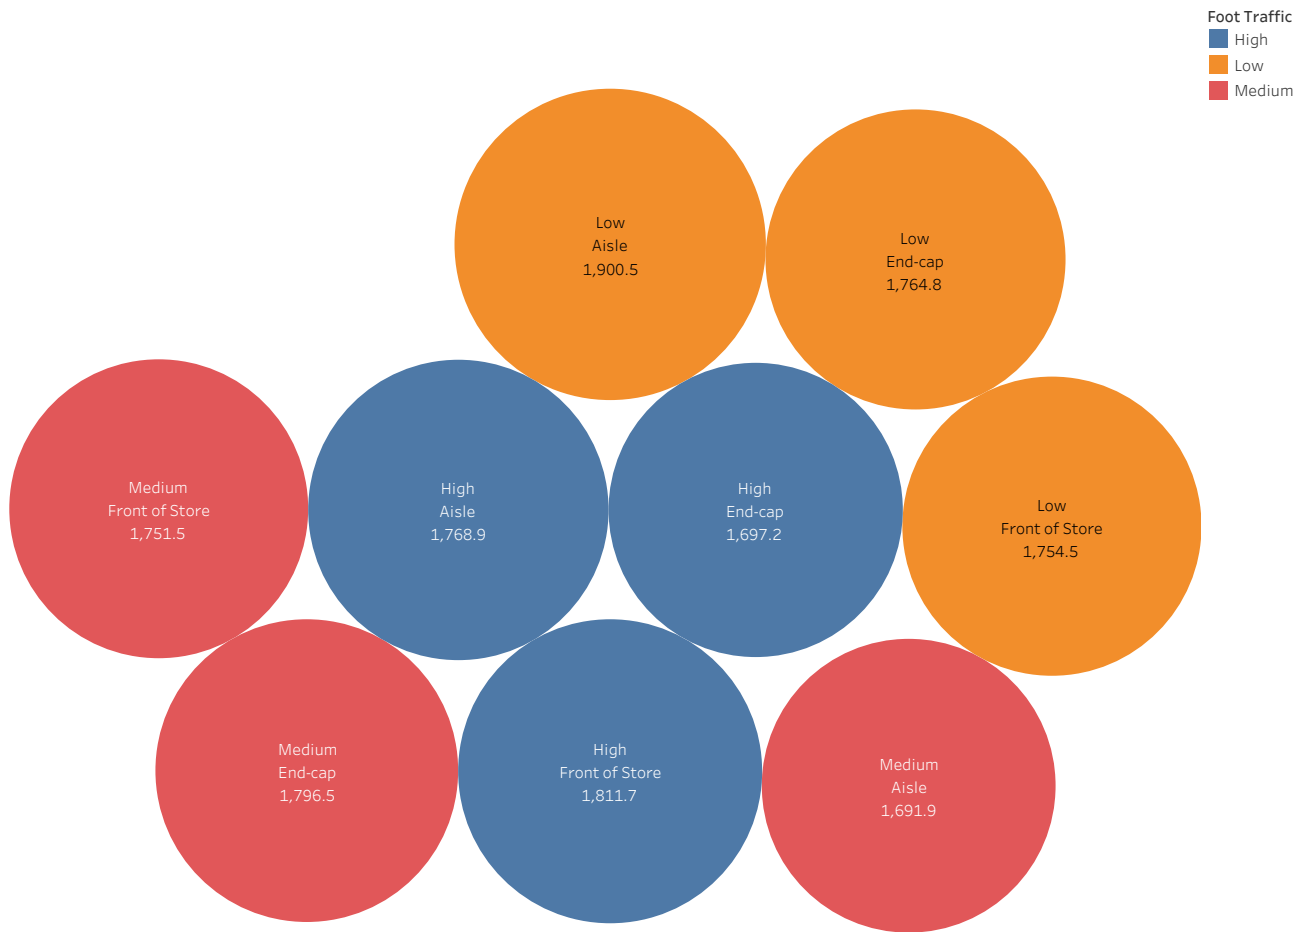 Foot Traffic
High
Low
Medium
Low
Aisle
1,900.5
Low
End-cap
1,764.8
Medium
Front of Store
1,751.5
High
Aisle
1,768.9
High
End-cap
1,697.2
Low
Front of Store
1,754.5
Medium
End-cap
1,796.5
High
Front of Store
1,811.7
Medium
Aisle
1,691.9